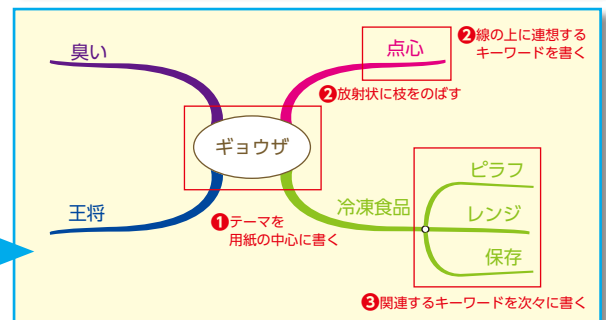 臭い
点心
❷線の上に連想する
キーワードを書く
❷放射状に枝をのばす
ギョウザ
ピラフ
王将
冷凍食品
レンジ
❶テーマを
用紙の中心に書く
保存
❸関連するキーワードを次々に書く